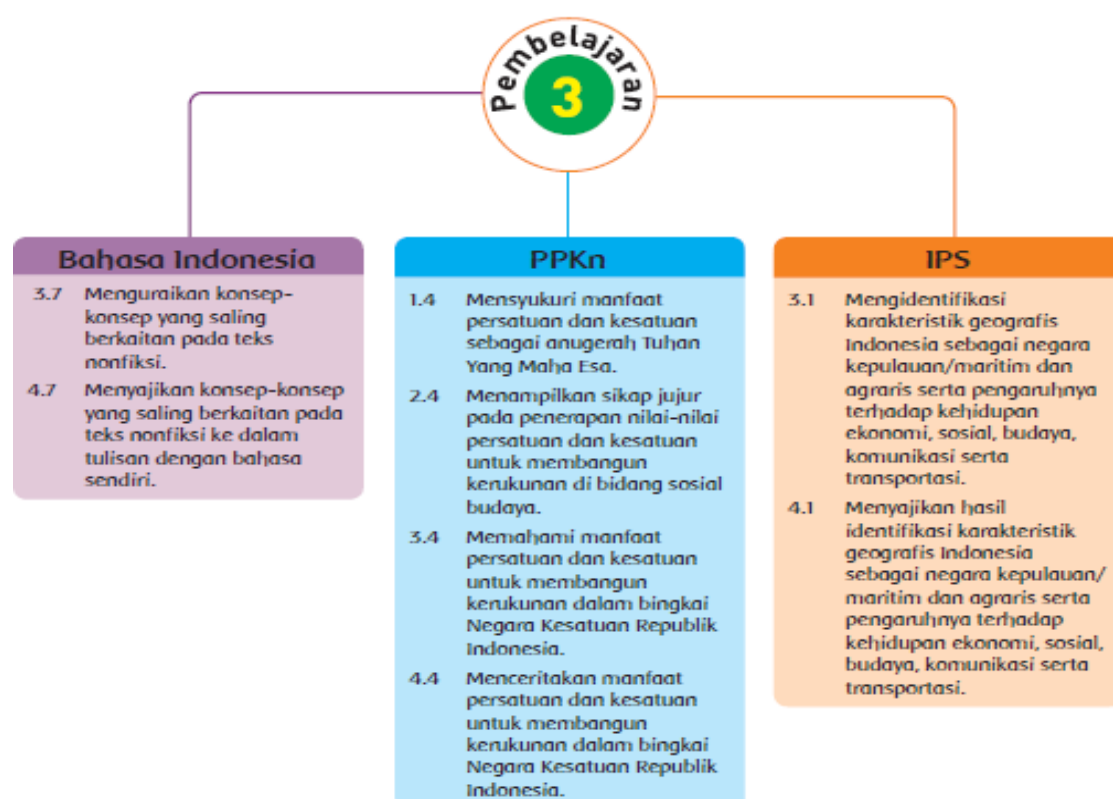 Pembelajaran
3
Bahasa Indonesia
3.7 Menguraikan konsep-
konsep yang saling
berkaitan pada teks
nonfiksi.
4.7 Menyajikan konsep-konsep
yang saling berkaitan pada
teks nonfiksi ke dalam
tulisan dengan bahasa
sendiri.
PPKn
1.4 Mensyukuri manfaat
persatuan dan kesatuan
sebagai anugerah Tuhan
Yang Maha Esa.
2.4 Menampilkan sikap jujur
pada penerapan nilai-nilai
persatuan dan kesatuan
untuk membangun
kerukunan di bidang sosial
budaya.
3.4 Memahami manfaat
persatuan dan kesatuan
untuk membangun
kerukunan dalam bingkai
Negara Kesatuan Republik
Indonesia.
4.4 Menceritakan manfaat
persatuan dan kesatuan
untuk membangun
kerukunan dalam bingkai
Negara Kesatuan Republik
Indonesia.
IPS
3.1 Mengidentifikasi
karakteristik geografis
Indonesia sebagai negara
kepulauan/maritim dan
agraris serta pengaruhnya
terhadap kehidupan
ekonomi, sosial, budaya,
komunikasi serta
transportasi.
4.1 Menyajikan hasil
identifikasi karakteristik
geografis Indonesia
sebagai negara kepulauan/
maritim dan agraris serta
pengaruhnya terhadap
kehidupan ekonomi, sosial,
budaya, komunikasi serta
transportasi.